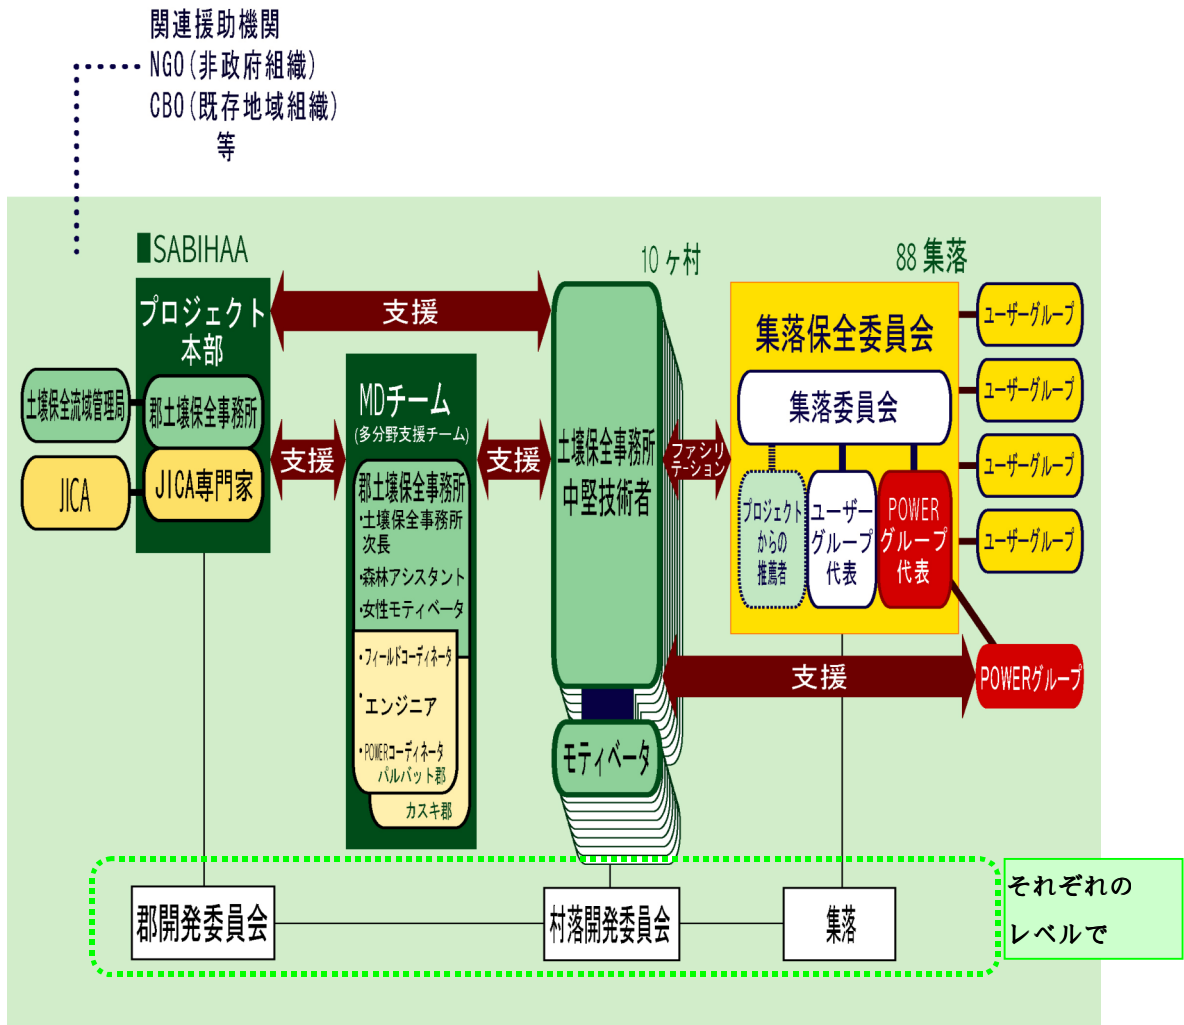 関連援助機関
NGO(非政府組織)
CBO(既存地域組織)
等
■SABIHAA
10ヶ村
88集落
プロジェクト
本部
土壌保全流域管理局
郡土壌保全事務所
JICA
JICA専門家
支援
支援
MDチーム
(多分野支援チーム)
郡土壌保全事務所
・土壌保全事務所
次長
・森林アシスタント
・女性モティベータ
・フィールドコーディネータ
・
エンジニア
・POWERコーディネータ
パルバット郡
カスキ郡
支援
土壌保全事務所
中堅技術者
モティベータ
ファシリ
テーション
集落保全委員会
集落委員会
プロジェクト
からの
推薦者
ユーザー
グループ
代表
POWER
グループ
代表
ユーザーグループ
ユーザーグループ
ユーザーグループ
ユーザーグループ
支援
POWERグループ
郡開発委員会
村落開発委員会
集落
それぞれの
レベルで